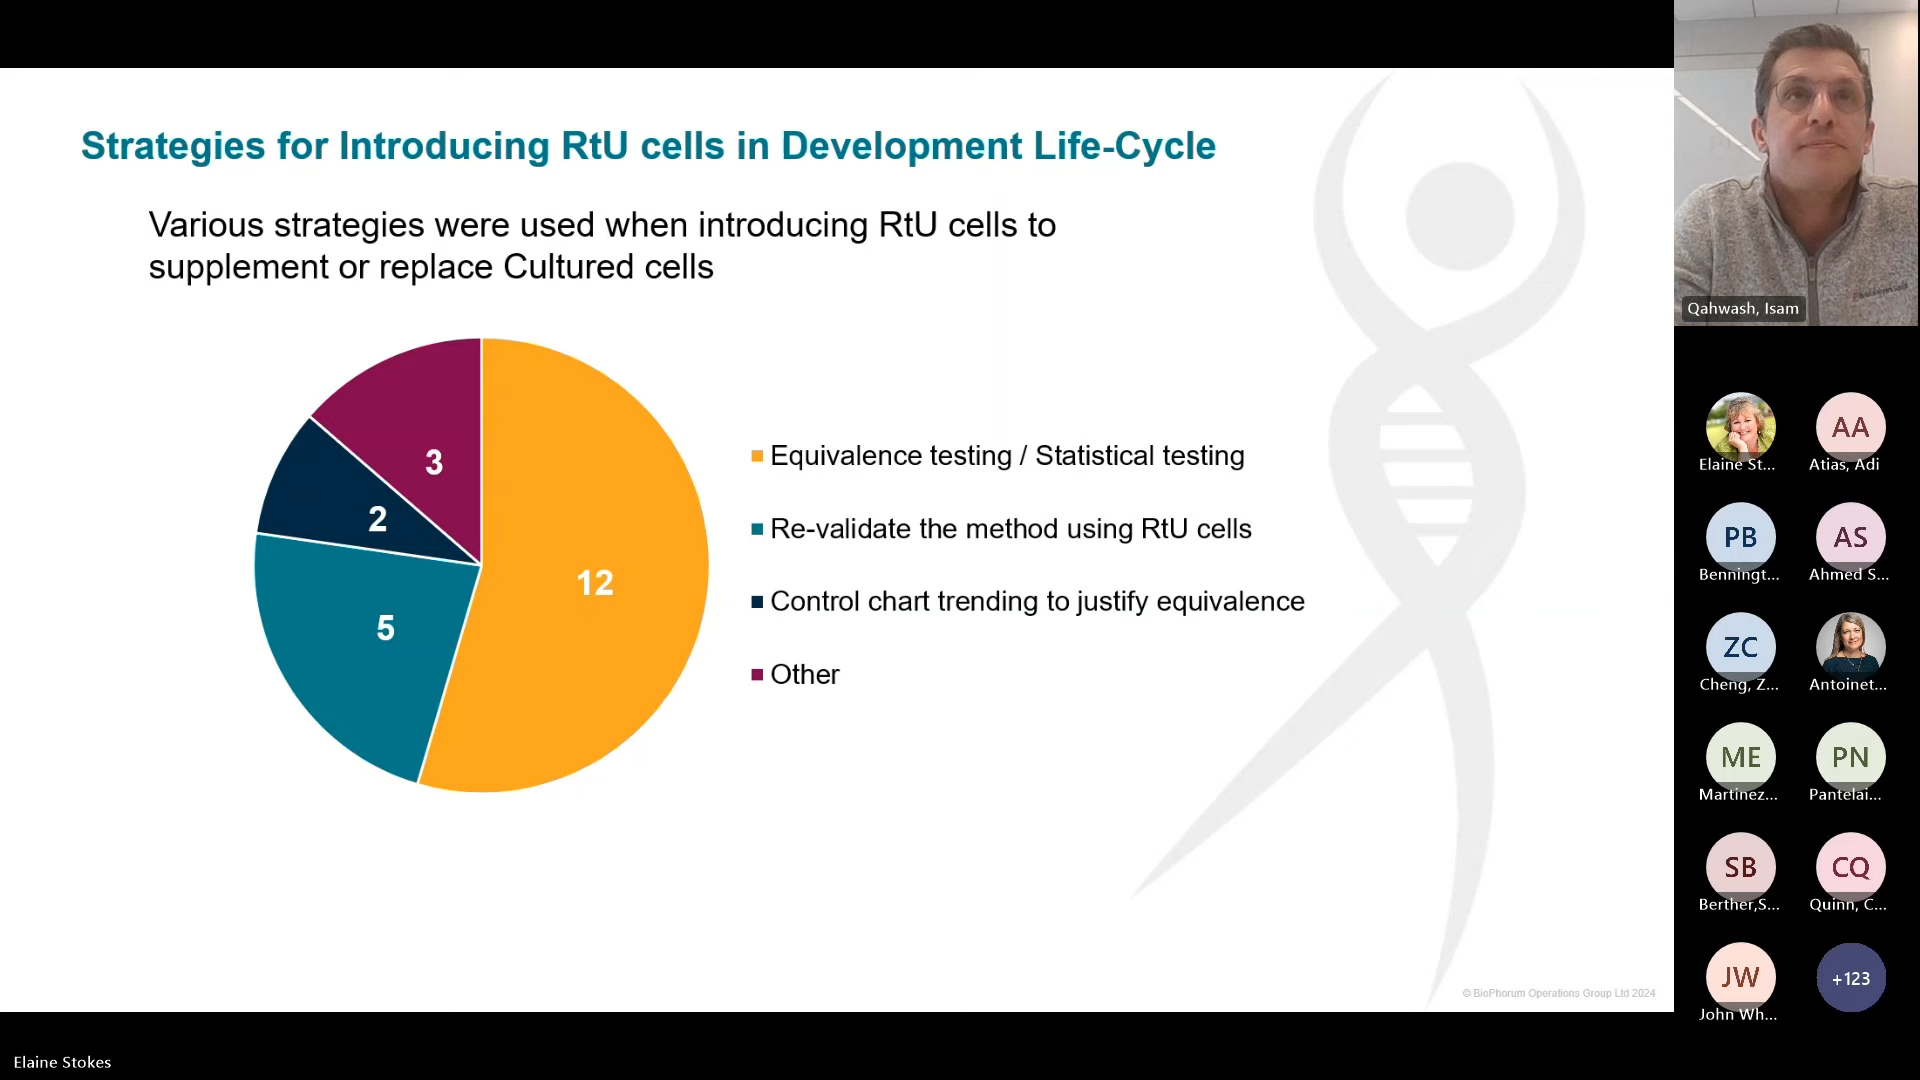 Strategies for Introducing RtU cells in Development Life-Cycle
Various strategies were used when introducing RtU cells to
supplement or replace Cultured cells
3
2
12
5
Equivalence testing / Statistical testing
Re-validate the method using RtU cells
Control chart trending to justify equivalence
Other
© BioPhorum Operations Group Ltd 2024
Qahwash, Isam
Elaine St...
AA
Atias, Adi
PB
Benningt...
AS
Ahmed S...
ZC
Cheng, Z...
Antoinet...
ME
Martinez...
PN
Pantelai...
SB
Berther,S...
CQ
Quinn, C...
JW
John Wh...
+123
Elaine Stokes